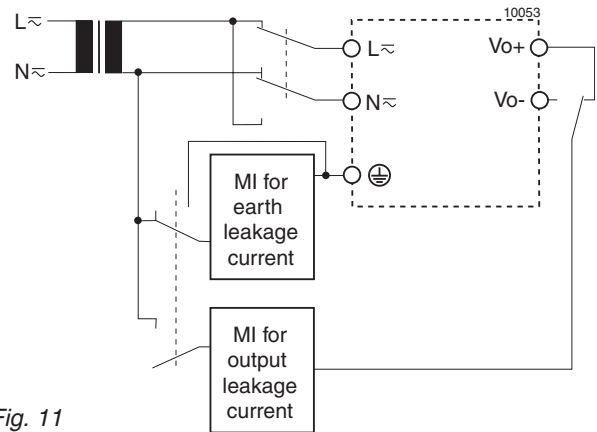 10053
L≂
Vo+
L≂
N≂
Vo-
N≂
MI for
earth
leakage
current
MI for
output
leakage
current
Fig. 11